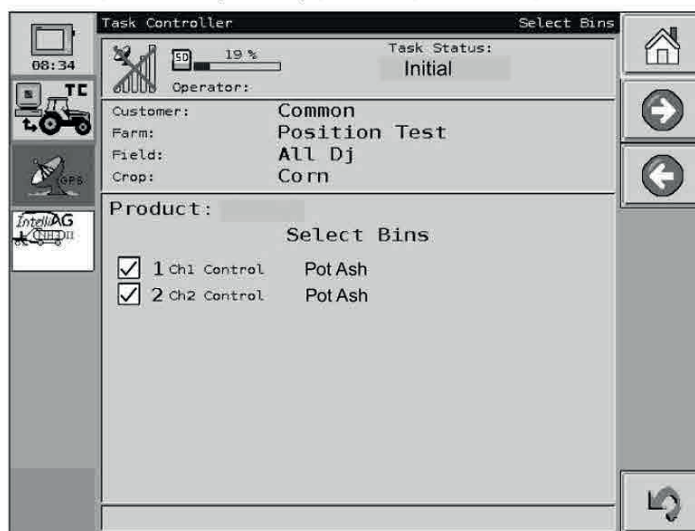 Task Controller Select Bins
08:34
SD 19 %
Task Status:
Initial
Operator:
TC
Customer: Common
Farm: Position Test
Field: All Dj
Crop: Corn
GPS
Product:
IntelliAG
Select Bins
1 Ch1 Control Pot Ash
2 Ch2 Control Pot Ash